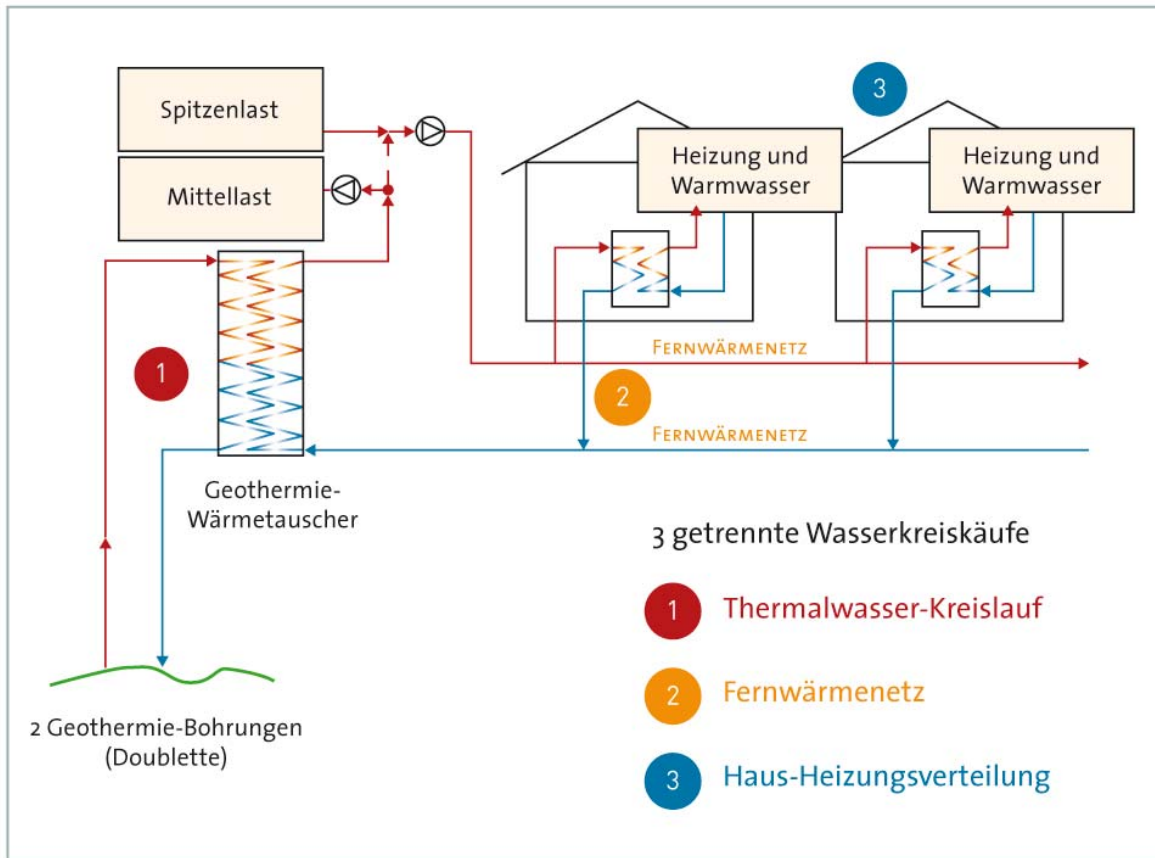 Spitzenlast
Mittellast
3
Heizung und
Warmwasser
Heizung und
Warmwasser
1
FERNWÄRMENETZ
2
FERNWÄRMENETZ
Geothermie-
Wärmetauscher
2 Geothermie-Bohrungen
(Doublette)
3 getrennte Wasserkreiskäufe
1 Thermalwasser-Kreislauf
2 Fernwärmenetz
3 Haus-Heizungsverteilung